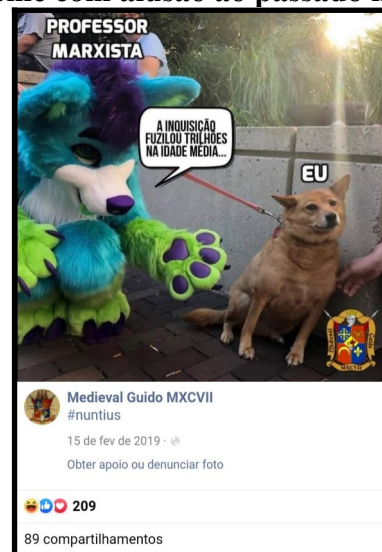 PROFESSOR
MARXISTA
A INQUISIÇÃO
FUZILOU TRILHÕES
NA IDADE MÉDIA...
EU
MXCVII
Medieval Guido MXCVII
#nuntius
15 de fev de 2019
Obter apoio ou denunciar foto
209
89 compartilhamentos